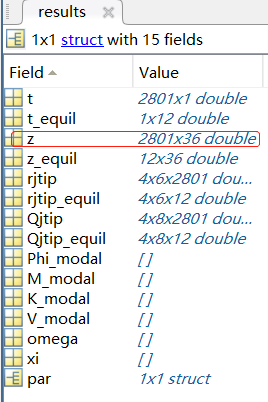 results
1x1 struct with 15 fields
Field Value
t 2801x1 double
t_equil 1x12 double
z 2801x36 double
z_equil 12x36 double
rjtip 4x6x2801 dou...
rjtip_equil 4x6x12 double
Qjtip 4x8x2801 dou...
Qjtip_equil 4x8x12 double
Phi_modal []
M_modal []
K_modal []
V_modal []
omega []
xi []
par 1x1 struct